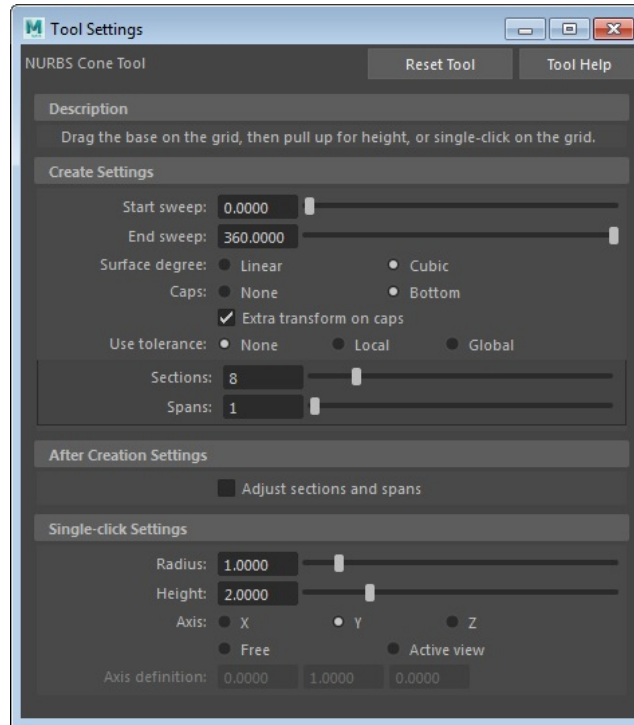 Tool Settings
NURBS Cone Tool Reset Tool Tool Help
Description
Drag the base on the grid, then pull up for height, or single-click on the grid.
Create Settings
Start sweep: 0.0000
End sweep: 360.0000
Surface degree: Linear Cubic
Caps: None Bottom
Extra transform on caps
Use tolerance: None Local Global
Sections: 8
Spans: 1
After Creation Settings
Adjust sections and spans
Single-click Settings
Radius: 1.0000
Height: 2.0000
Axis: X Y Z
Free Active view
Axis definition: 0.0000 1.0000 0.0000